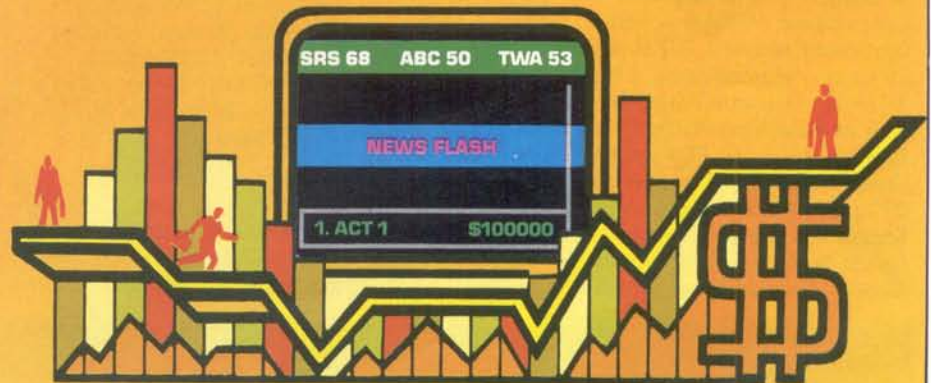 SRS 68 ABC 50 TWA 53
NEWS FLASH
1. ACT 1 $100000
$